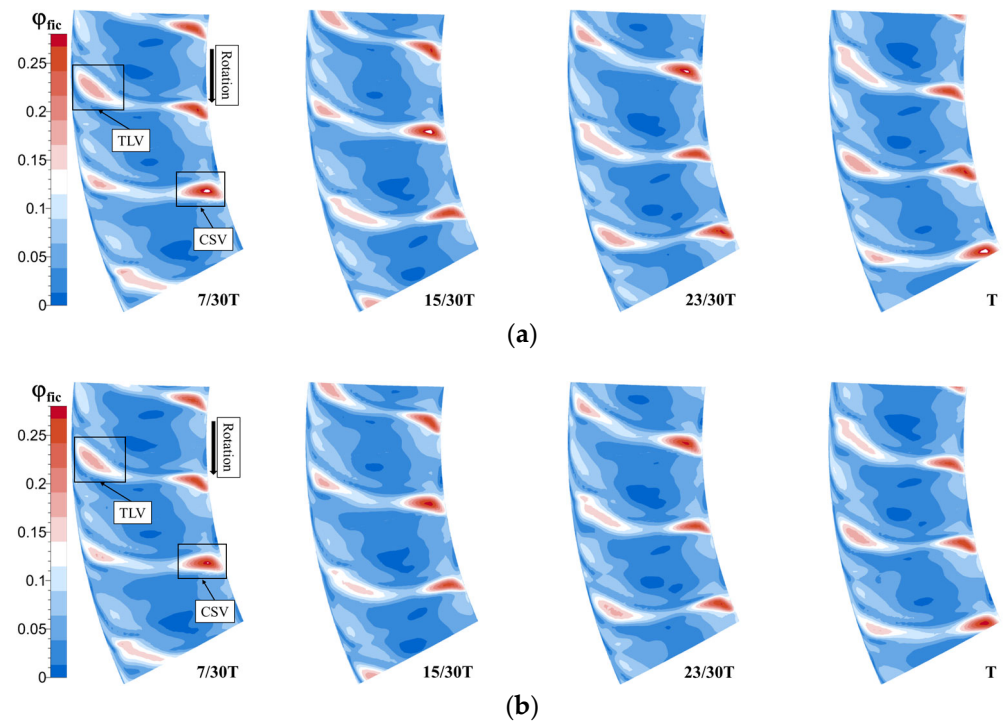 φfic
0.25
0.2
0.15
0.1
0.05
0
TLV
CSV
Rotation
7/30T
15/30T
23/30T
T
(a)
φfic
0.25
0.2
0.15
0.1
0.05
0
TLV
CSV
Rotation
7/30T
15/30T
23/30T
T
(b)